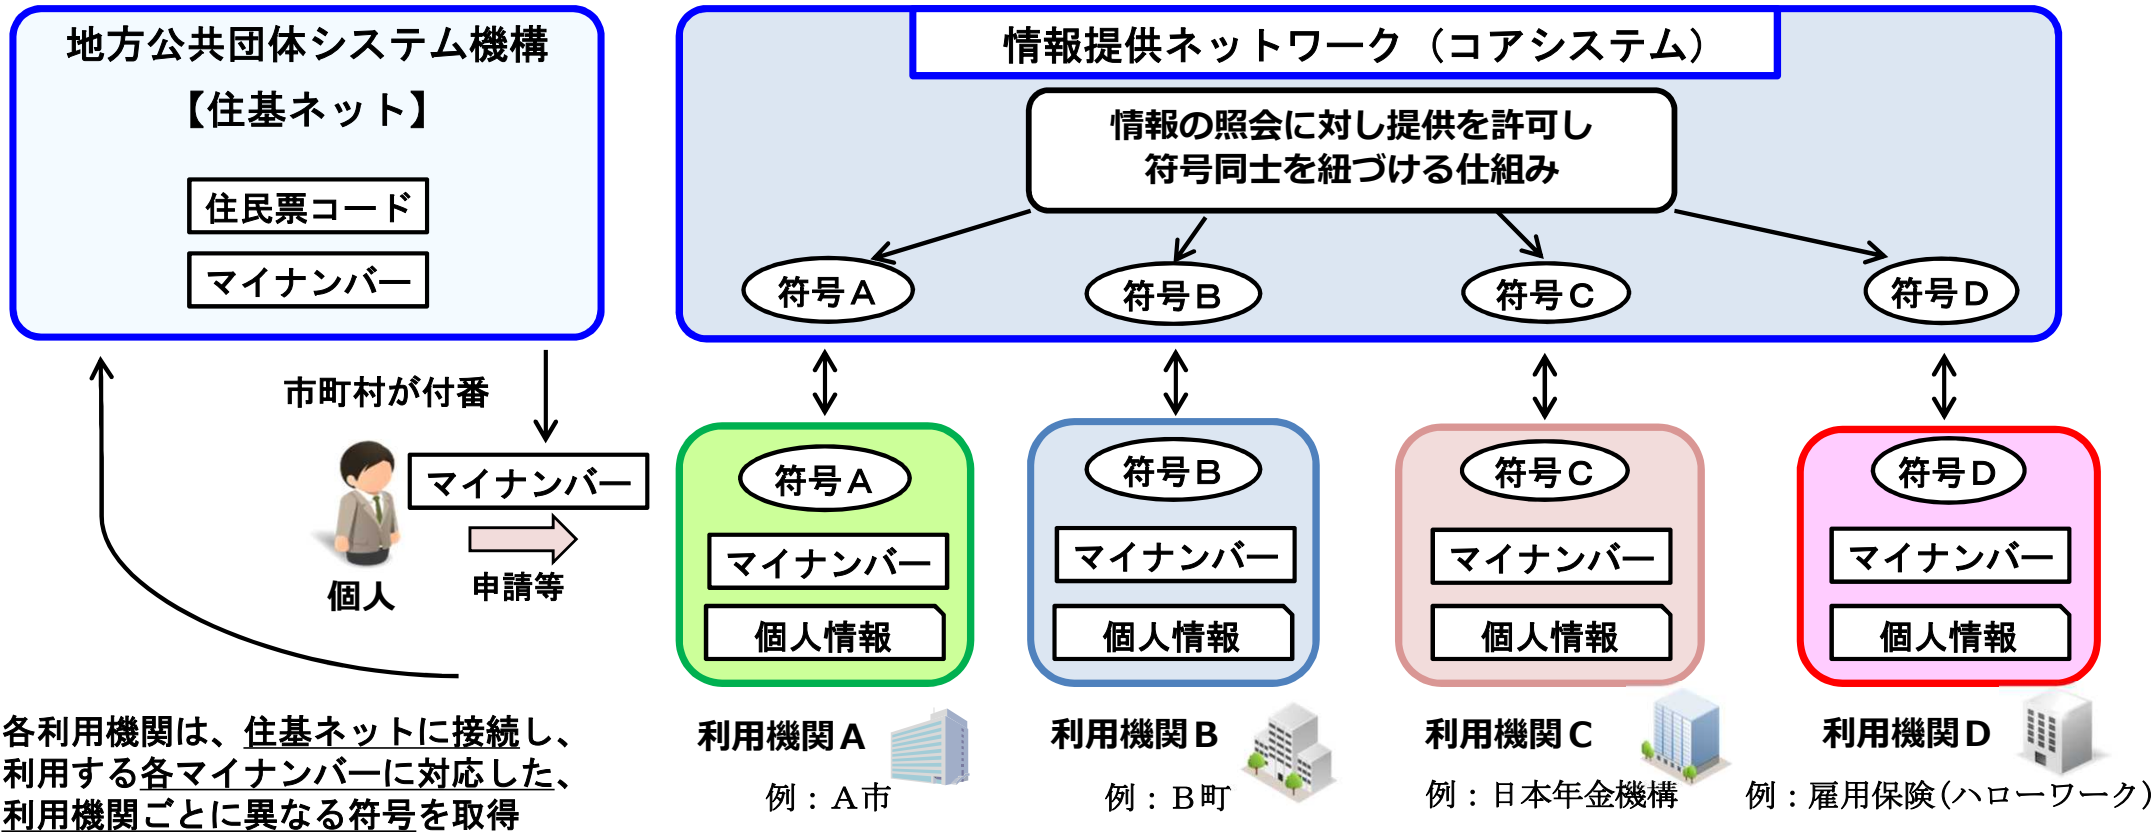 地方公共団体システム機構
【住基ネット】
住民票コード
マイナンバー
市町村が付番
マイナンバー
個人
申請等
各利用機関は、住基ネットに接続し、
利用する各マイナンバーに対応した、
利用機関ごとに異なる符号を取得
情報提供ネットワーク（コアシステム）
情報の照会に対し提供を許可し
符号同士を紐づける仕組み
符号A
符号B
符号C
符号D
符号A
マイナンバー
個人情報
利用機関A
例：A市
符号B
マイナンバー
個人情報
利用機関B
例：B町
符号C
マイナンバー
個人情報
利用機関C
例：日本年金機構
符号D
マイナンバー
個人情報
利用機関D
例：雇用保険(ハローワーク)